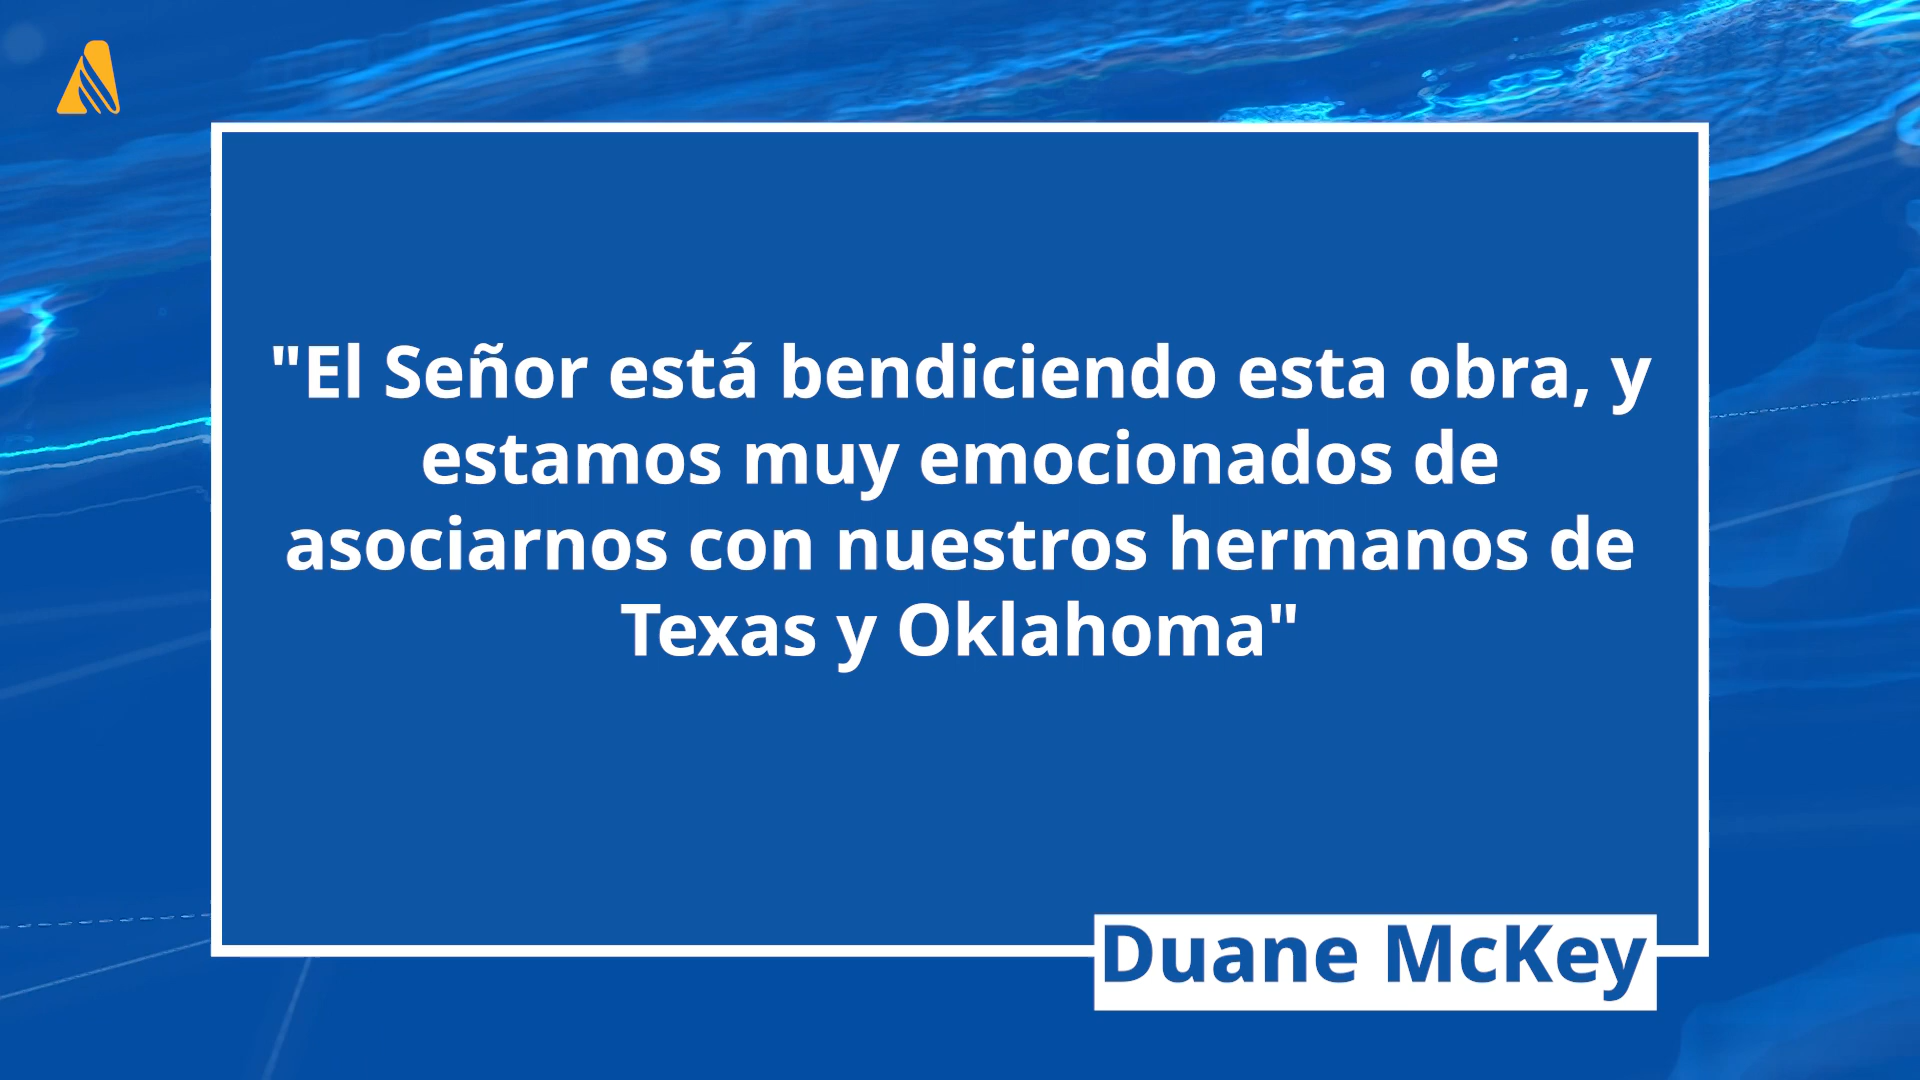 "El Señor está bendiciendo esta obra, y
estamos muy emocionados de
asociarnos con nuestros hermanos de
Texas y Oklahoma"
Duane McKey